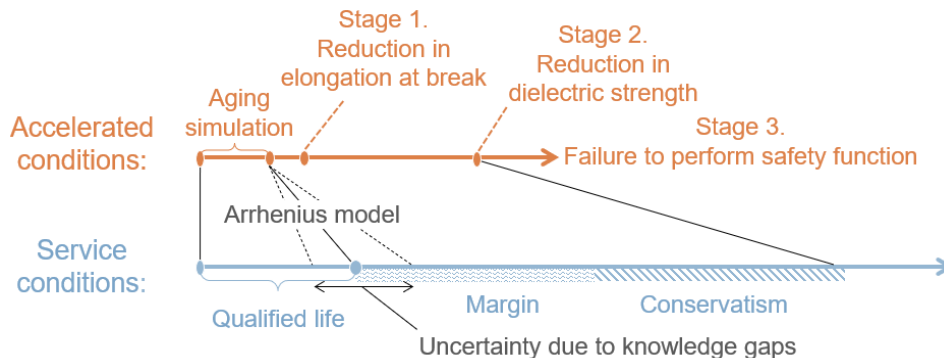 Stage 1.
Reduction in
elongation at break
Stage 2.
Reduction in
dielectric strength
Aging
simulation
Stage 3.
Failure to perform safety function
Accelerated
conditions:
Arrhenius model
Service
conditions:
Qualified life
Margin
Conservatism
Uncertainty due to knowledge gaps